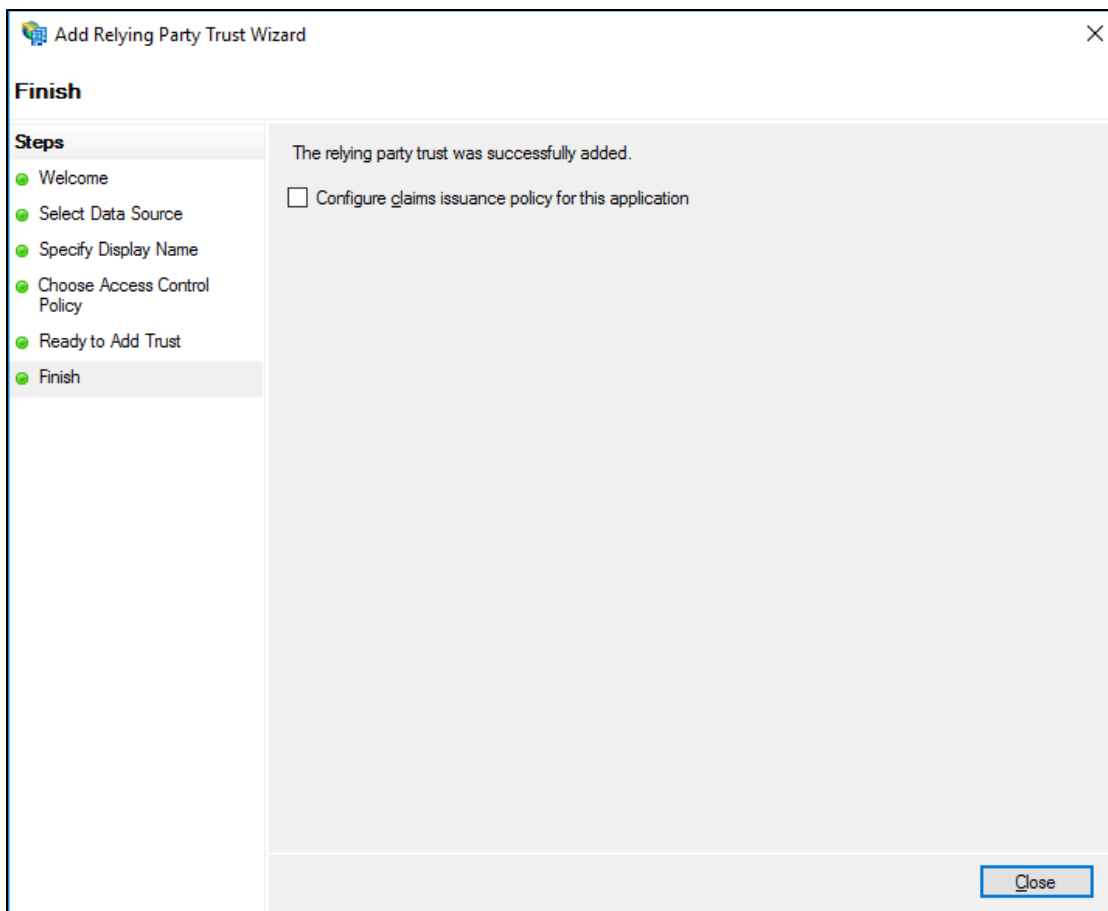 Add Relying Party Trust Wizard
Finish
Steps
Welcome
Select Data Source
Specify Display Name
Choose Access Control
Policy
Ready to Add Trust
Finish
The relying party trust was successfully added.
Configure claims issuance policy for this application
Close